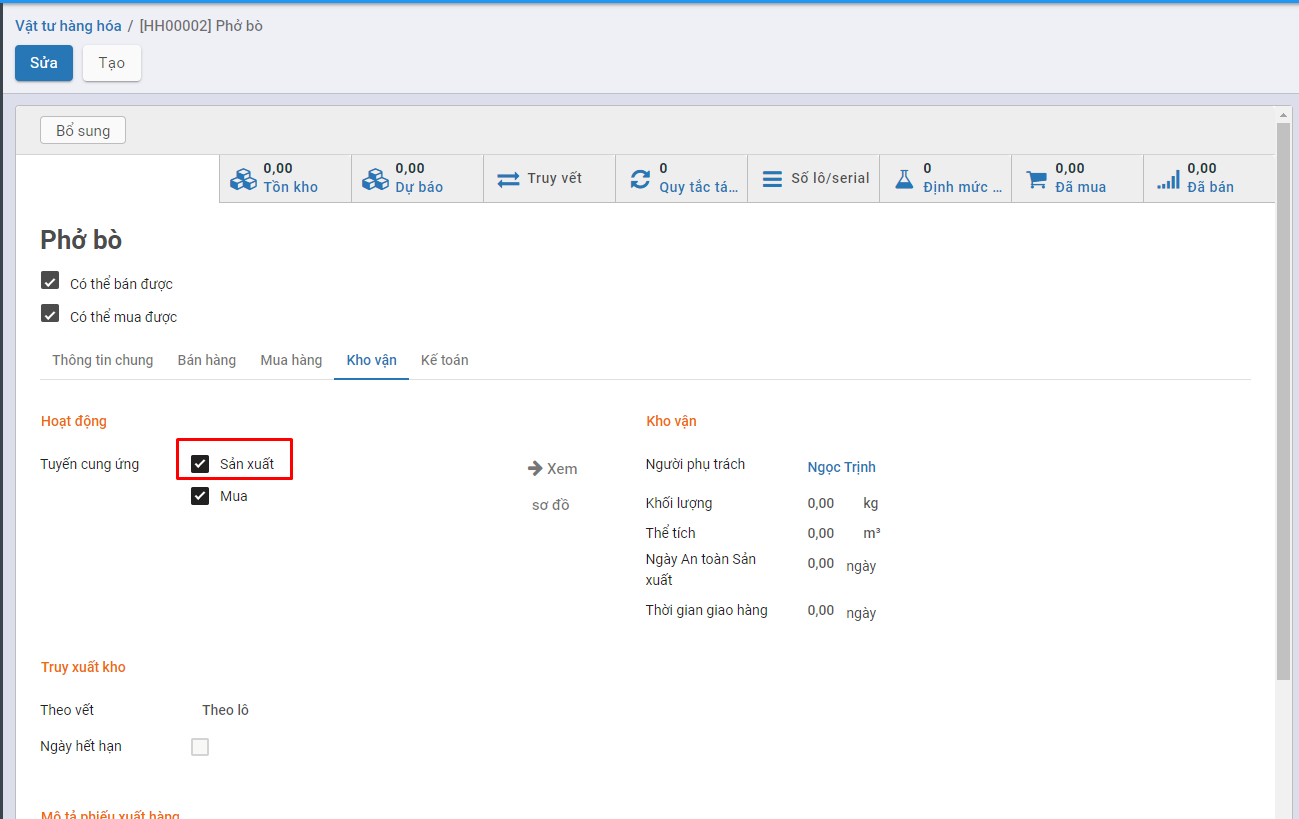 Vật tư hàng hóa / [HH00002] Phở bò
Sửa Tạo
Bổ sung
0,00 Tồn kho
0,00 Dự báo
Truy vết
0 Quy tắc tá...
Số lô/serial
0 Định mức ...
0,00 Đã mua
0,00 Đã bán
Phở bò
Có thể bán được
Có thể mua được
Thông tin chung Bán hàng Mua hàng Kho vận Kế toán
Hoạt động
Tuyến cung ứng Sản xuất
Mua
Xem
sơ đồ
Kho vận
Người phụ trách Ngọc Trịnh
Khối lượng 0,00 kg
Thể tích 0,00 m³
Ngày An toàn Sản
xuất 0,00 ngày
Thời gian giao hàng 0,00 ngày
Truy xuất kho
Theo vết Theo lô
Ngày hết hạn
Mô tả phiếu xuất hàng